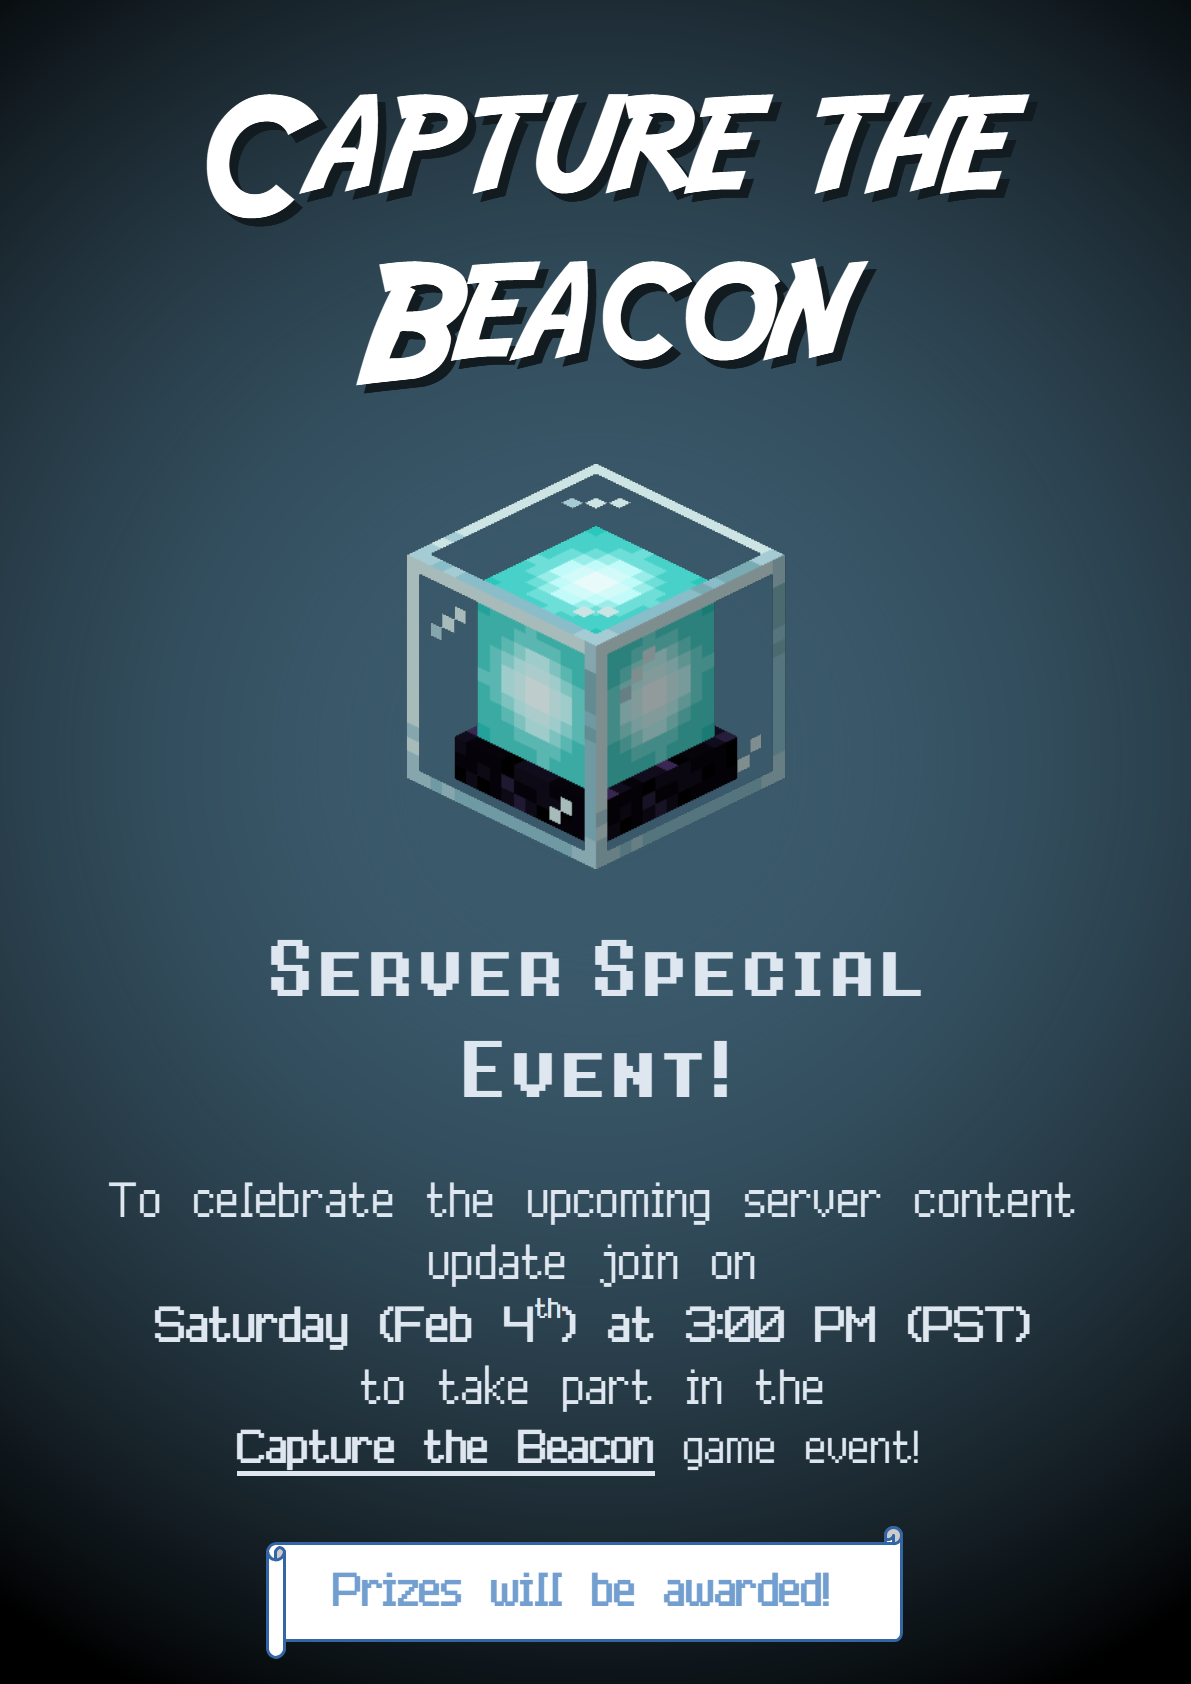 Capture the
Beacon
Server Special
Event!
To celebrate the upcoming server content
update join on
Saturday (Feb 4th) at 3:00 PM (PST)
to take part in the
Capture the Beacon game event!
Prizes will be awarded!